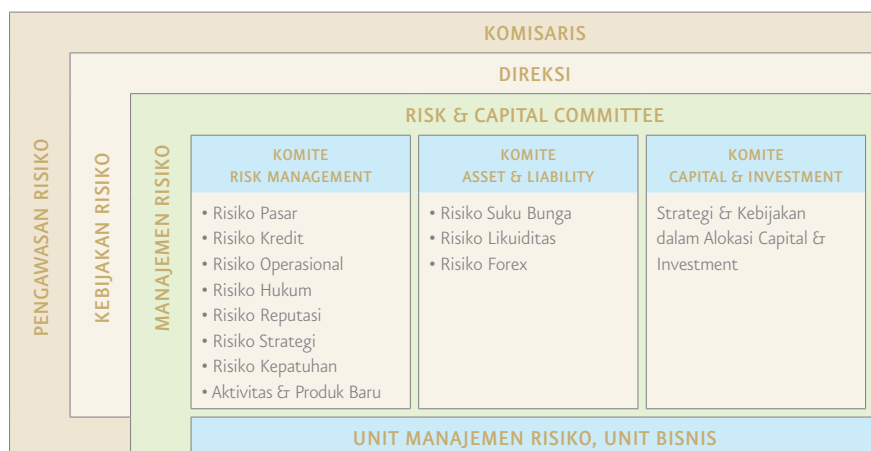 KOMISARIS
DIREKSI
RISK & CAPITAL COMMITTEE
PENGAWASAN RISIKO
KEBIJAKAN RISIKO
MANAJEMEN RISIKO
KOMITE
RISK MANAGEMENT
• Risiko Pasar
• Risiko Kredit
• Risiko Operasional
• Risiko Hukum
• Risiko Reputasi
• Risiko Strategi
• Risiko Kepatuhan
• Aktivitas & Produk Baru
KOMITE
ASSET & LIABILITY
• Risiko Suku Bunga
• Risiko Likuiditas
• Risiko Forex
KOMITE
CAPITAL & INVESTMENT
Strategi & Kebijakan
dalam Alokasi Capital &
Investment
UNIT MANAJEMEN RISIKO, UNIT BISNIS